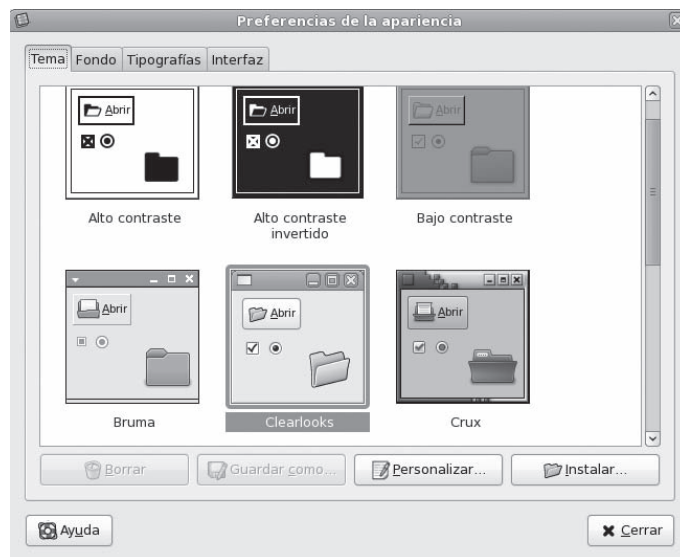 Preferencias de la apariencia
Tema Fondo Tipografías Interfaz
Abrir Abrir Abrir
Alto contraste Alto contraste invertido Bajo contraste
Abrir Abrir Abrir
Bruma Clearlooks Crux
Borrar Guardar como... Personalizar... Instalar...
Ayuda Cerrar